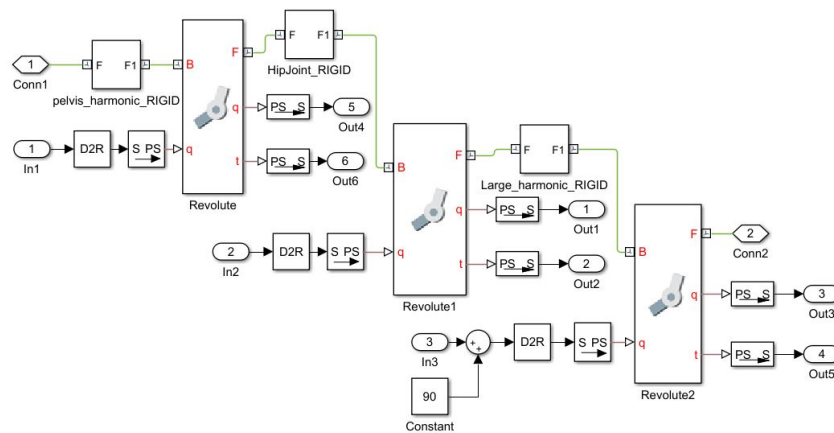 1
Conn1
F F1
pelvis_harmonic_RIGID
B
F
q
t
q
Revolute
F F1
HipJoint_RIGID
PS S
5
Out4
PS S
6
Out6
1
In1
D2R
S PS
B
F
q
t
q
Revolute1
F F1
Large_harmonic_RIGID
PS S
1
Out1
PS S
2
Out2
2
In2
D2R
S PS
B
F
q
t
q
Revolute2
2
Conn2
PS S
3
Out3
PS S
4
Out5
3
In3
+
+
D2R
S PS
90
Constant